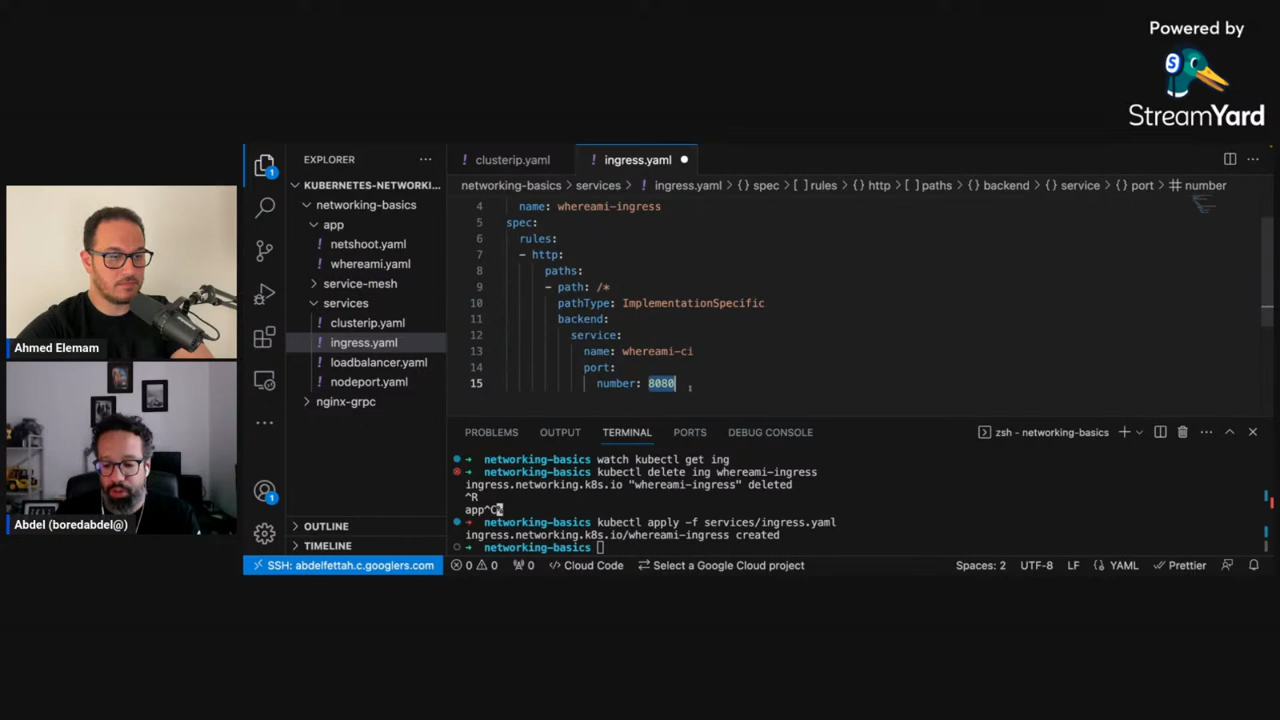 Powered by
S
StreamYard
Ahmed Elemam
Abdel (boredabdel@)
1
1
EXPLORER
KUBERNETES-NETWORKI...
networking-basics
app
! netshoot.yaml
! whereami.yaml
service-mesh
services
! clusterip.yaml
! ingress.yaml
! loadbalancer.yaml
! nodeport.yaml
nginx-grpc
OUTLINE
TIMELINE
! clusterip.yaml
! ingress.yaml
networking-basics > services > ! ingress.yaml > {} spec > [ ] rules > {} http > [ ] paths > {} backend > {} service > {} port > # number
4 name: whereami-ingress
5 spec:
6 rules:
7 - http:
8 paths:
9 - path: /*
10 pathType: ImplementationSpecific
11 backend:
12 service:
13 name: whereami-ci
14 port:
15 number: 8080
PROBLEMS OUTPUT TERMINAL PORTS DEBUG CONSOLE
zsh - networking-basics
networking-basics watch kubectl get ing
networking-basics kubectl delete ing whereami-ingress
ingress.networking.k8s.io "whereami-ingress" deleted
^R
app^C%
networking-basics kubectl apply -f services/ingress.yaml
ingress.networking.k8s.io/whereami-ingress created
networking-basics
SSH: abdelfettah.c.googlers.com
0 0 0 Cloud Code Select a Google Cloud project Spaces: 2 UTF-8 LF {} YAML Prettier